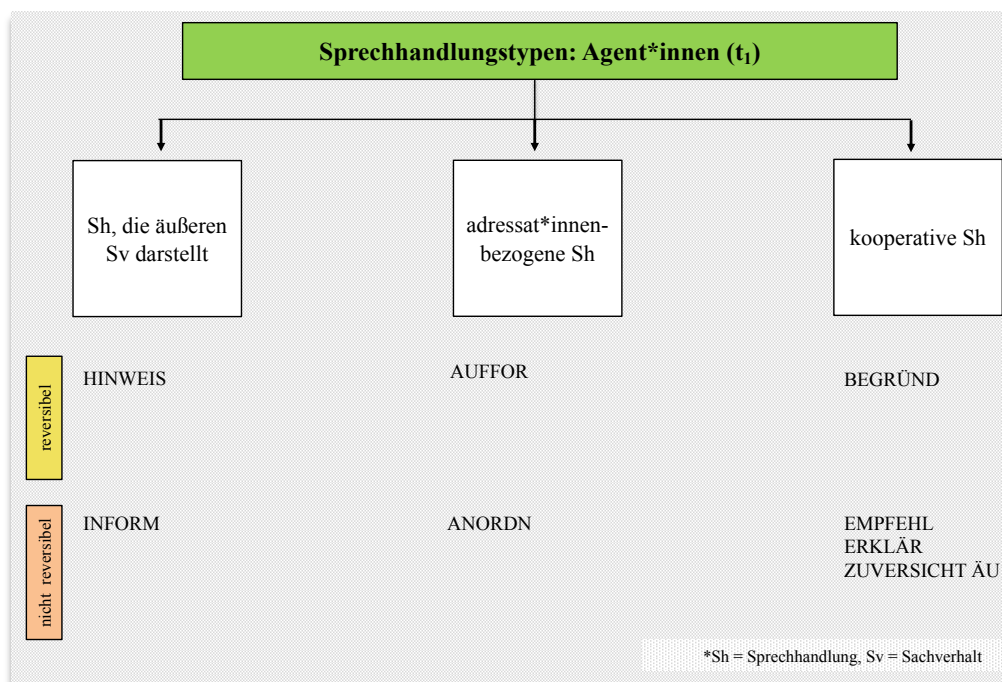 Sprechhandlungstypen: Agent*innen (t₁)
Sh, die äußeren
Sv darstellt
adressat*innen-
bezogene Sh
kooperative Sh
reversibel
HINWEIS
AUFFOR
BEGRÜND
nicht reversibel
INFORM
ANORDN
EMPFEHL
ERKLÄR
ZUVERSICHT ÄU
*Sh = Sprechhandlung, Sv = Sachverhalt